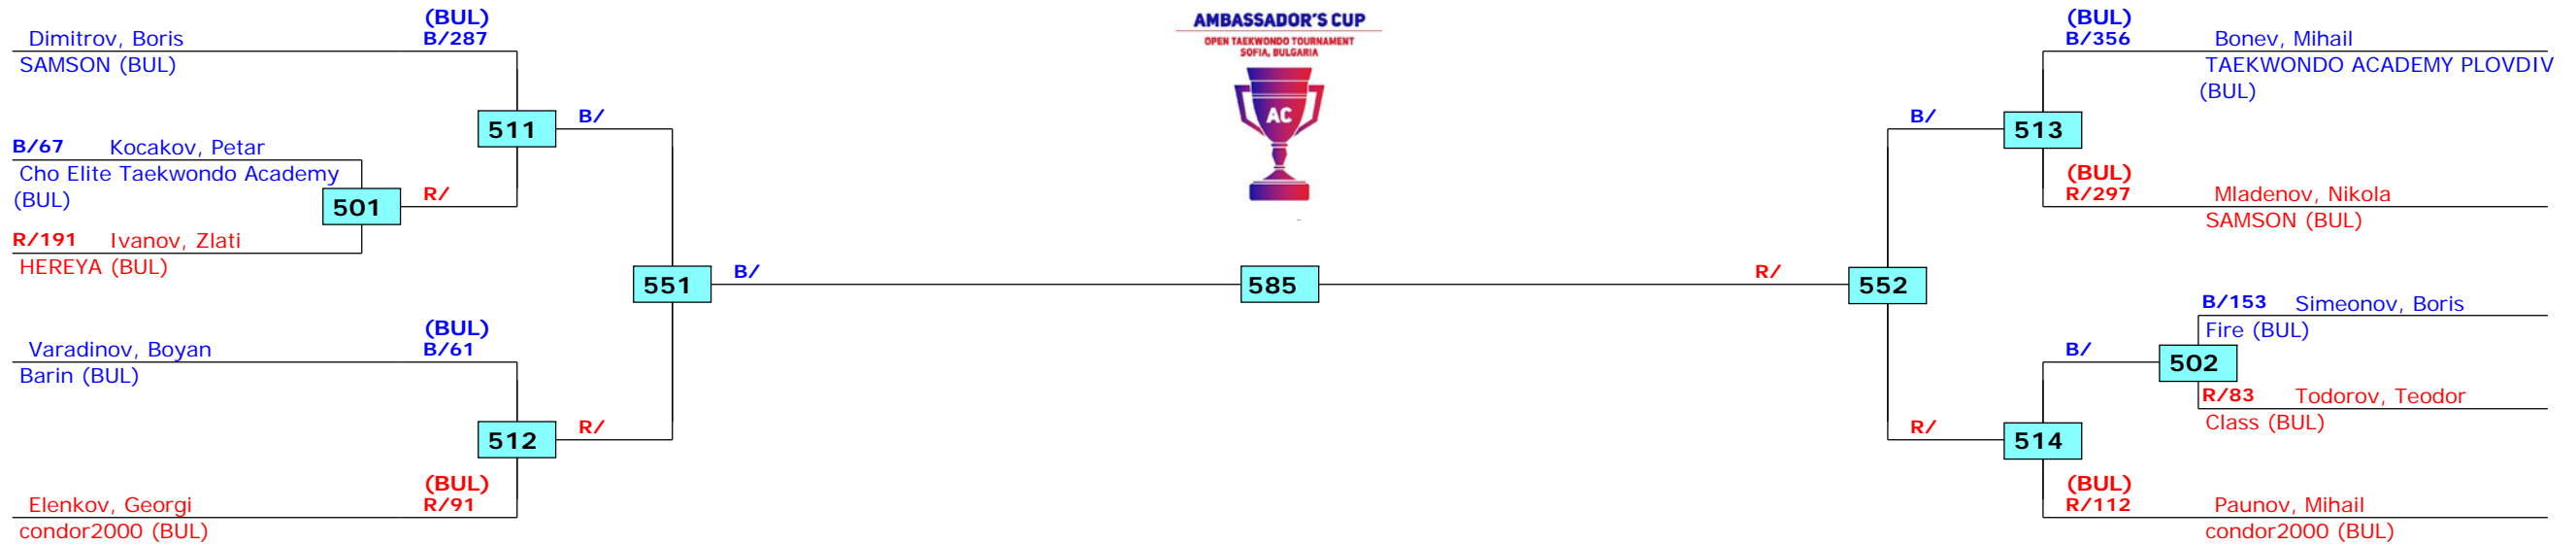 (BUL)
Dimitrov, Boris B/287
SAMSON (BUL)
511
B/
B/67 Kocakov, Petar
Cho Elite Taekwondo Academy
(BUL)
501
R/
R/191 Ivanov, Zlati
HEREYA (BUL)
551
B/
(BUL)
Varadinov, Boyan B/61
Barin (BUL)
512
R/
(BUL)
Elenkov, Georgi R/91
condor2000 (BUL)
AMBASSADOR'S CUP
OPEN TAEKWONDO TOURNAMENT
SOFIA, BULGARIA
AC
585
(BUL)
B/356 Bonev, Mihail
TAEKWONDO ACADEMY PLOVDIV
(BUL)
B/
513
(BUL)
R/297 Mladenov, Nikola
SAMSON (BUL)
R/
552
B/153 Simeonov, Boris
Fire (BUL)
B/
502
R/83 Todorov, Teodor
Class (BUL)
R/
514
(BUL)
R/112 Paunov, Mihail
condor2000 (BUL)